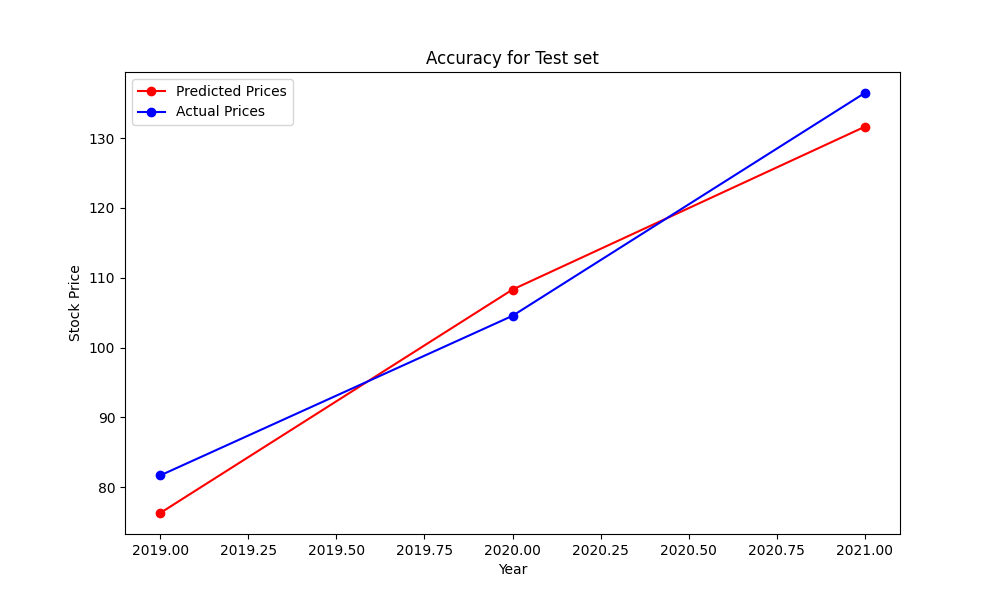 Accuracy for Test set
Predicted Prices
Actual Prices
130
120
110
100
90
80
Stock Price
2019.00 2019.25 2019.50 2019.75 2020.00 2020.25 2020.50 2020.75 2021.00
Year